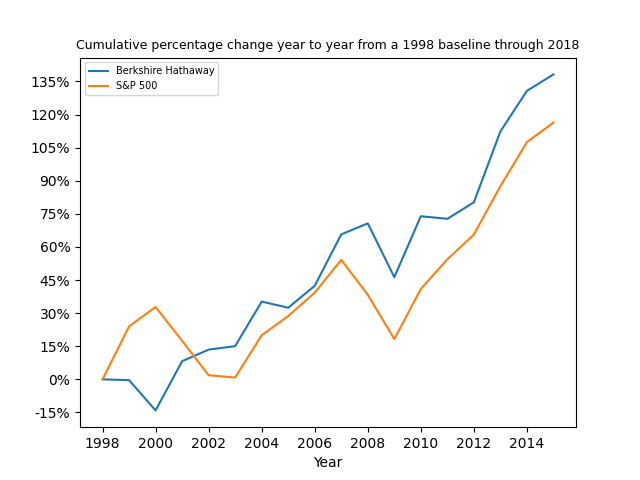 Cumulative percentage change year to year from a 1998 baseline through 2018
Berkshire Hathaway
S&P 500
135%
120%
105%
90%
75%
60%
45%
30%
15%
0%
-15%
1998 2000 2002 2004 2006 2008 2010 2012 2014
Year